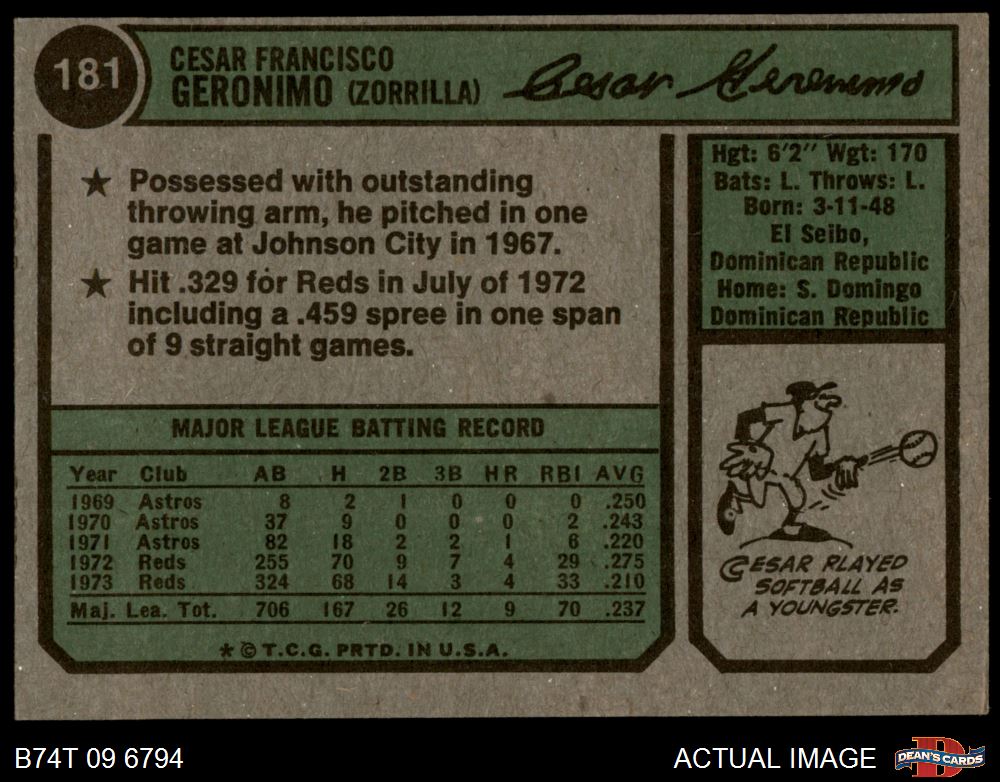 181
CESAR FRANCISCO
GERONIMO (ZORRILLA)
Cesar Geronimo
★ Possessed with outstanding
throwing arm, he pitched in one
game at Johnson City in 1967.
★ Hit .329 for Reds in July of 1972
including a .459 spree in one span
of 9 straight games.
Hgt: 6'2" Wgt: 170
Bats: L. Throws: L.
Born: 3-11-48
El Seibo,
Dominican Republic
Home: S. Domingo
Dominican Republic
MAJOR LEAGUE BATTING RECORD
Year Club AB H 2B 3B HR RBI AVG
1969 Astros 8 2 1 0 0 0 .250
1970 Astros 37 9 0 0 0 2 .243
1971 Astros 82 18 2 2 1 6 .220
1972 Reds 255 70 9 7 4 29 .275
1973 Reds 324 68 14 3 4 33 .210
Maj. Lea. Tot. 706 167 26 12 9 70 .237
* © T.C.G. PRTD. IN U.S.A.
CESAR PLAYED
SOFTBALL AS
A YOUNGSTER.
B74T 09 6794
ACTUAL IMAGE
D
DEAN'S CARDS